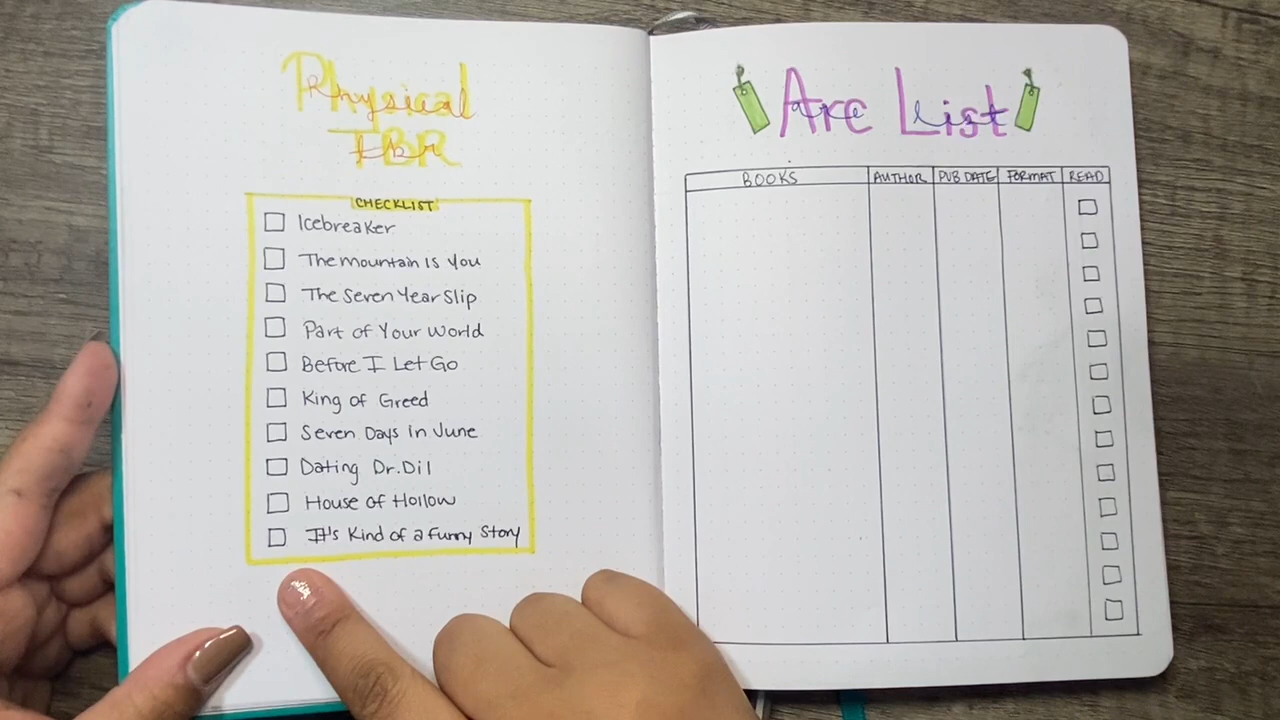 Physical
TBR
CHECKLIST
Icebreaker
The mountain is You
The Seven Year Slip
Part of Your World
Before I Let Go
King of Greed
Seven Days in June
Dating Dr. Dil
House of Hollow
It's Kind of a Funny Story
Arc List
BOOKS AUTHOR PUB DATE FORMAT READ